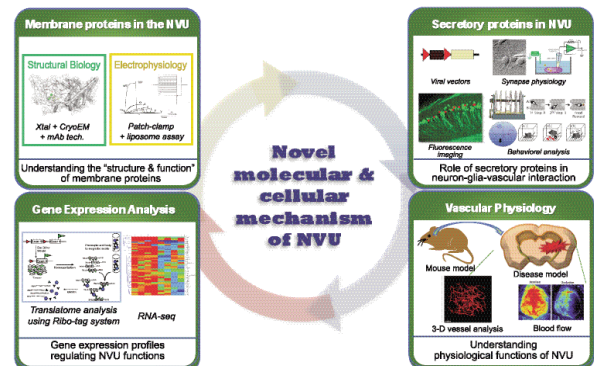 Membrane proteins in the NVU
Structural Biology
Electrophysiology
Xtal + CryoEM
+ mAb tech.
Patch-clamp
+ liposome assay
Understanding the “structure & function”
of membrane proteins
Secretory proteins in NVU
Viral vectors
Synapse physiology
Fluorescence
imaging
Behavioral analysis
Role of secretory proteins in
neuron-glia-vascular interaction
Novel
molecular &
cellular
mechanism
of NVU
Gene Expression Analysis
Translatome analysis
using Ribo-tag system
RNA-seq
Gene expression profiles
regulating NVU functions
Vascular Physiology
Mouse model
Disease model
3-D vessel analysis
Blood flow
Understanding
physiological functions of NVU